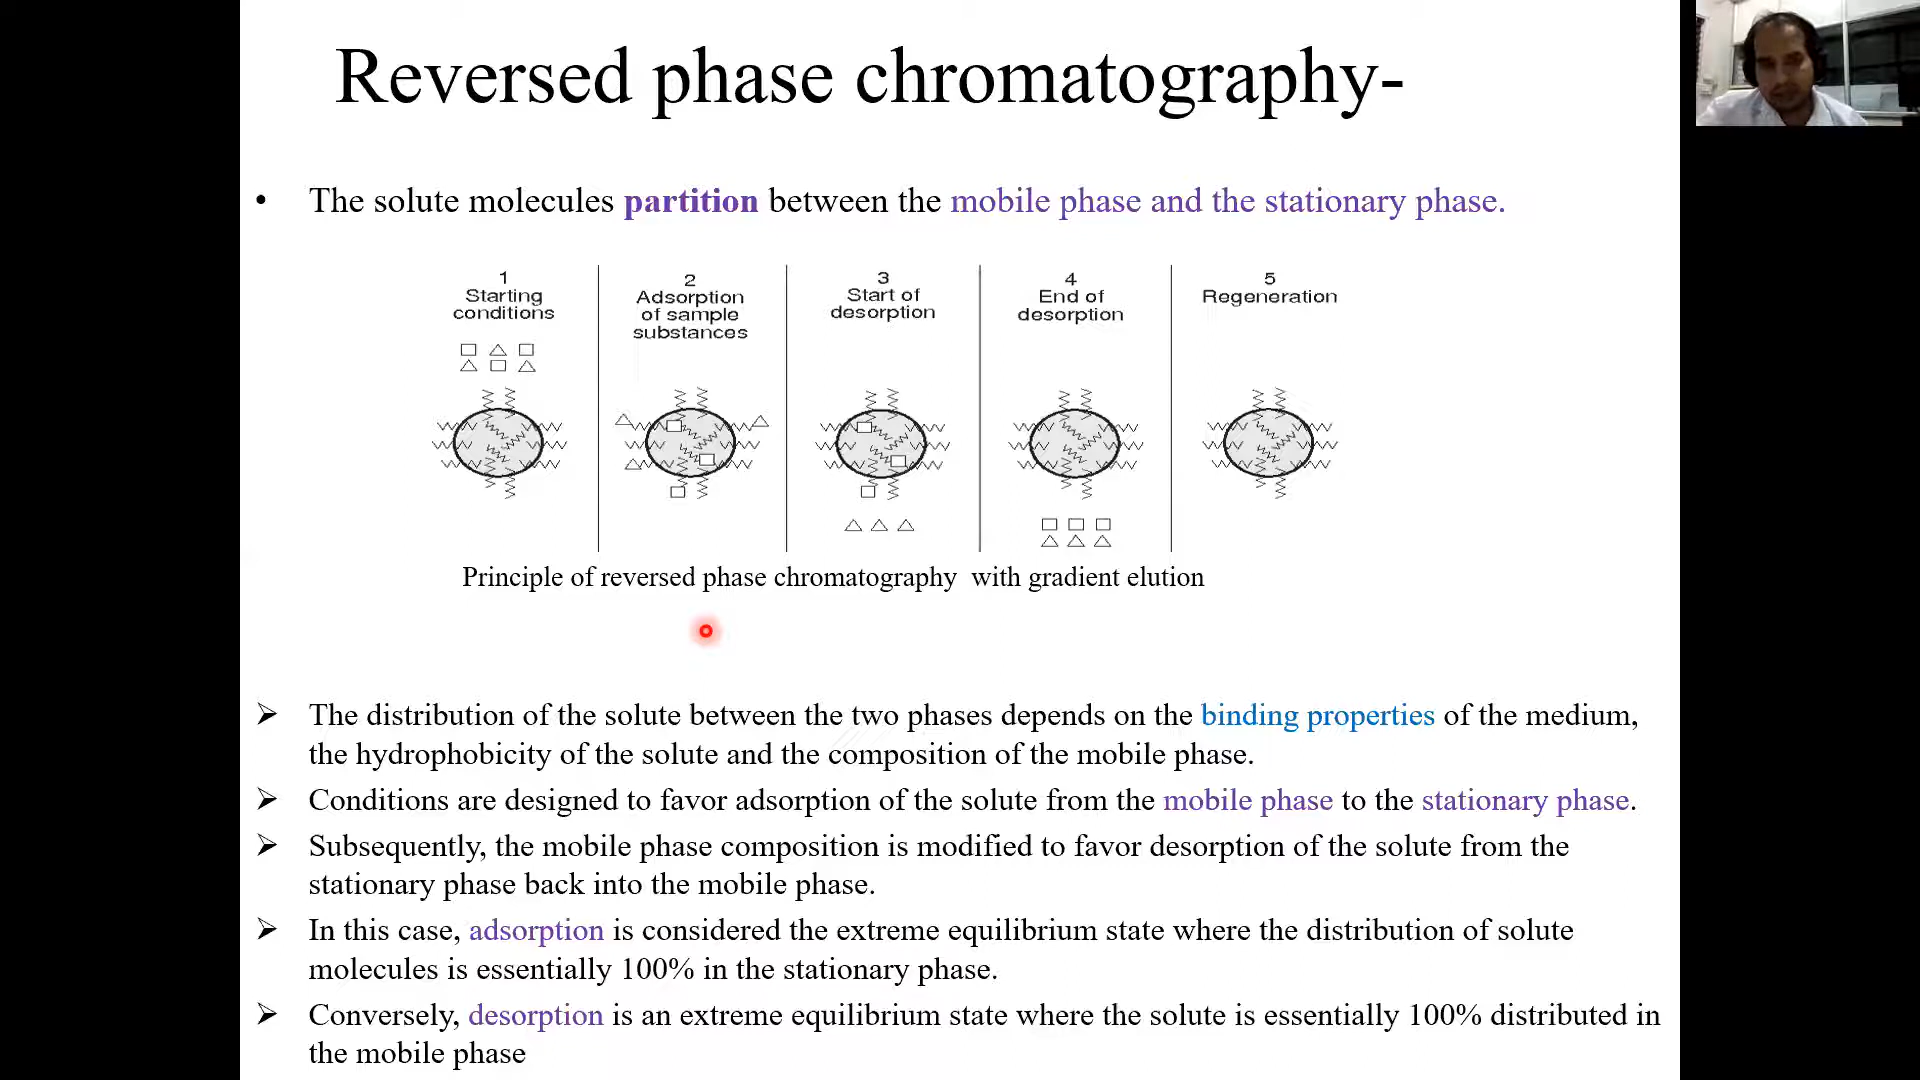 Reversed phase chromatography-
• The solute molecules partition between the mobile phase and the stationary phase.
1
Starting
conditions
2
Adsorption
of sample
substances
3
Start of
desorption
4
End of
desorption
5
Regeneration
Principle of reversed phase chromatography with gradient elution
➢ The distribution of the solute between the two phases depends on the binding properties of the medium,
the hydrophobicity of the solute and the composition of the mobile phase.
➢ Conditions are designed to favor adsorption of the solute from the mobile phase to the stationary phase.
➢ Subsequently, the mobile phase composition is modified to favor desorption of the solute from the
stationary phase back into the mobile phase.
➢ In this case, adsorption is considered the extreme equilibrium state where the distribution of solute
molecules is essentially 100% in the stationary phase.
➢ Conversely, desorption is an extreme equilibrium state where the solute is essentially 100% distributed in
the mobile phase